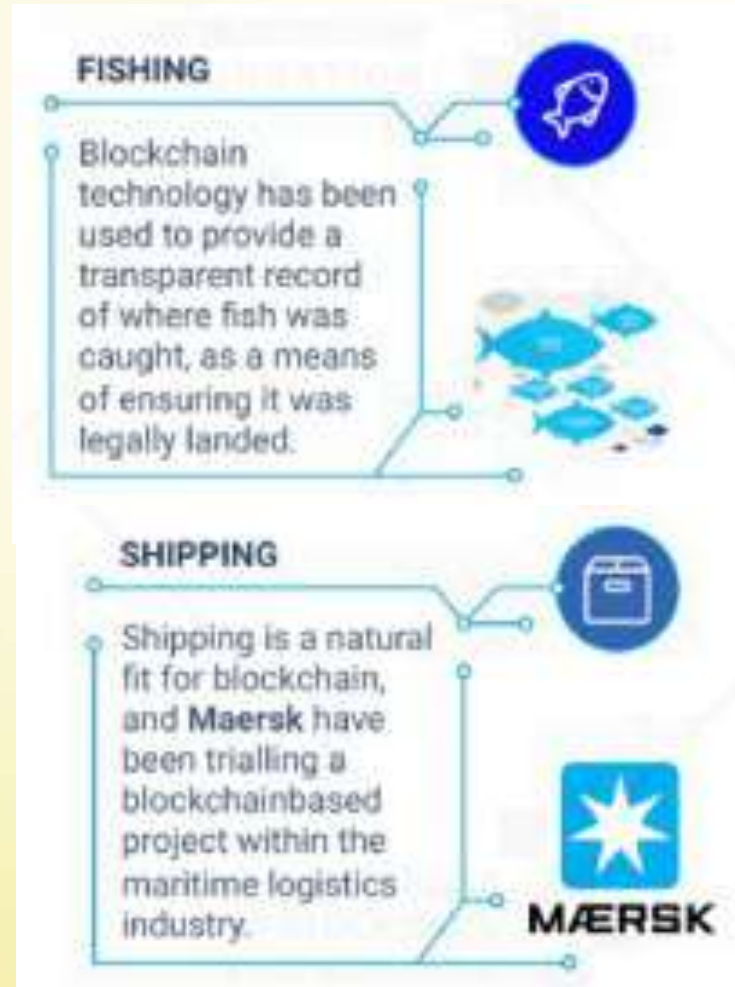 FISHING
Blockchain
technology has been
used to provide a
transparent record
of where fish was
caught, as a means
of ensuring it was
legally landed.
SHIPPING
Shipping is a natural
fit for blockchain,
and Maersk have
been trialling a
blockchainbased
project within the
maritime logistics
industry.
MÆRSK